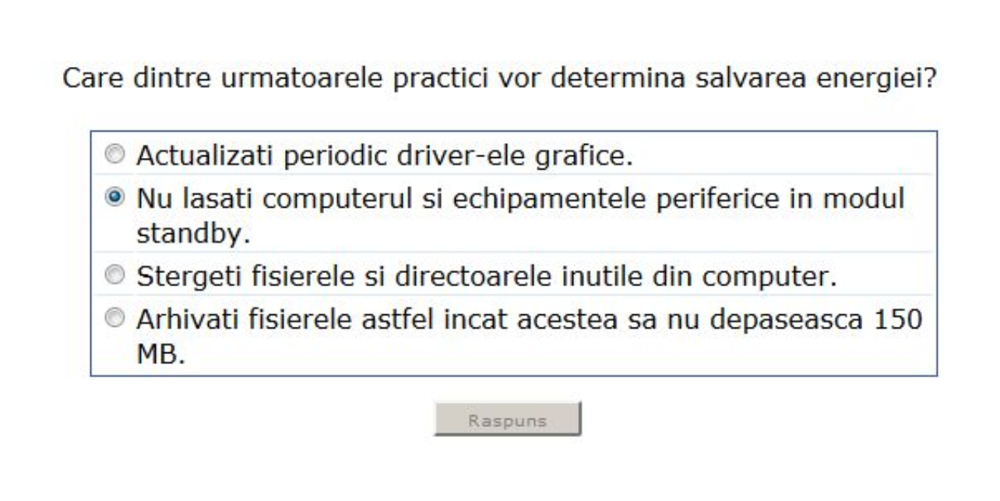 Care dintre urmatoarele practici vor determina salvarea energiei?
Actualizati periodic driver-ele grafice.
Nu lasati computerul si echipamentele periferice in modul
standby.
Stergeti fisierele si directoarele inutile din computer.
Arhivati fisierele astfel incat acestea sa nu depaseasca 150
MB.
Raspuns